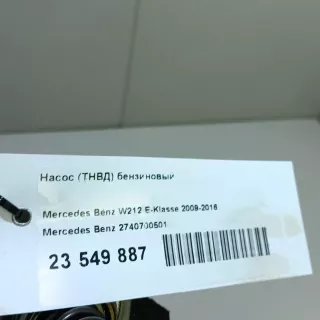 Насос (ТНВД) бензиновый
Mercedes Benz W212 E-Klasse 2009-2016
Mercedes Benz 2740700501
23 549 887